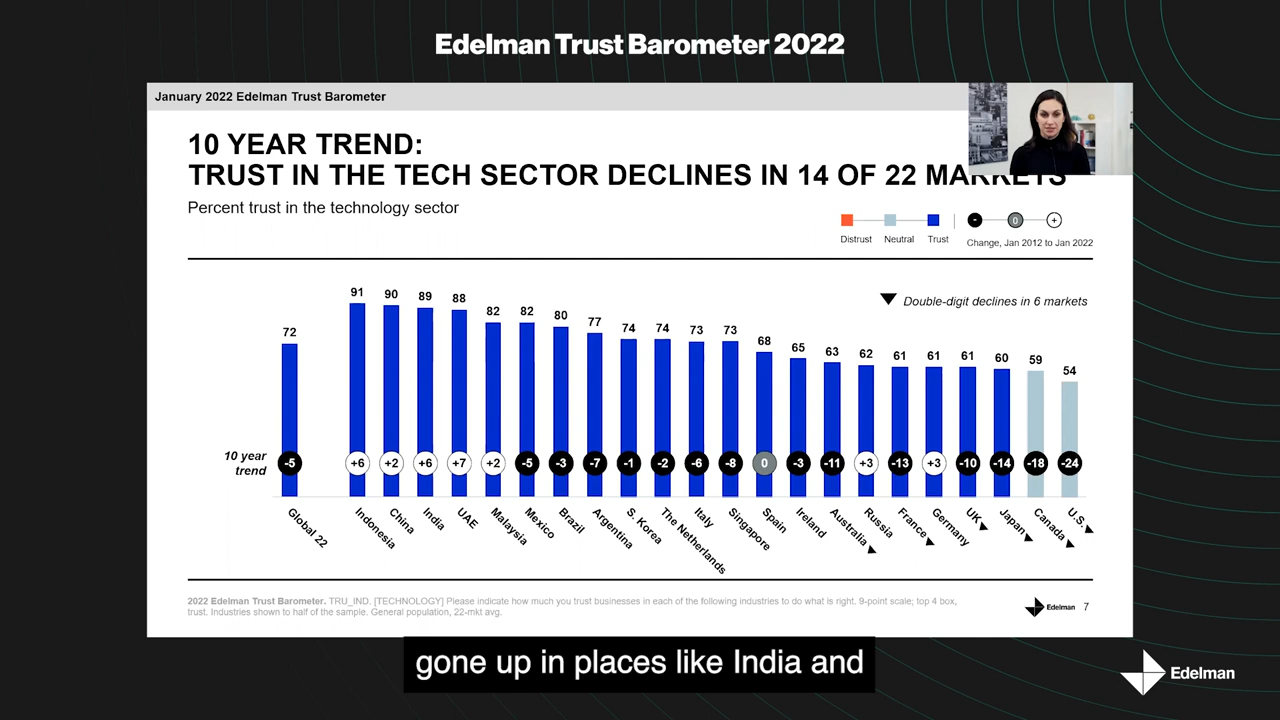 Edelman Trust Barometer 2022
January 2022 Edelman Trust Barometer
10 YEAR TREND:
TRUST IN THE TECH SECTOR DECLINES IN 14 OF 22 MARKETS
Percent trust in the technology sector
Distrust Neutral Trust
- 0 +
Change, Jan 2012 to Jan 2022
Double-digit declines in 6 markets
72 91 90 89 88 82 82 80 77 74 74 73 73 68 65 63 62 61 61 61 60 59 54
10 year
trend
-5 +6 +2 +6 +7 +2 -5 -3 -7 -1 -2 -6 -8 0 -3 -11 +3 -13 +3 -10 -14 -18 -24
Global 22
Indonesia
China
India
UAE
Malaysia
Mexico
Brazil
Argentina
S. Korea
The Netherlands
Italy
Singapore
Spain
Ireland
Australia
Russia
France
Germany
UK
Japan
Canada
U.S.
2022 Edelman Trust Barometer. TRU_IND. [TECHNOLOGY] Please indicate how much you trust businesses in each of the following industries to do what is right. 9-point scale; top 4 box,
trust. Industries shown to half of the sample. General population, 22-mkt avg.
Edelman 7
gone up in places like India and
Edelman